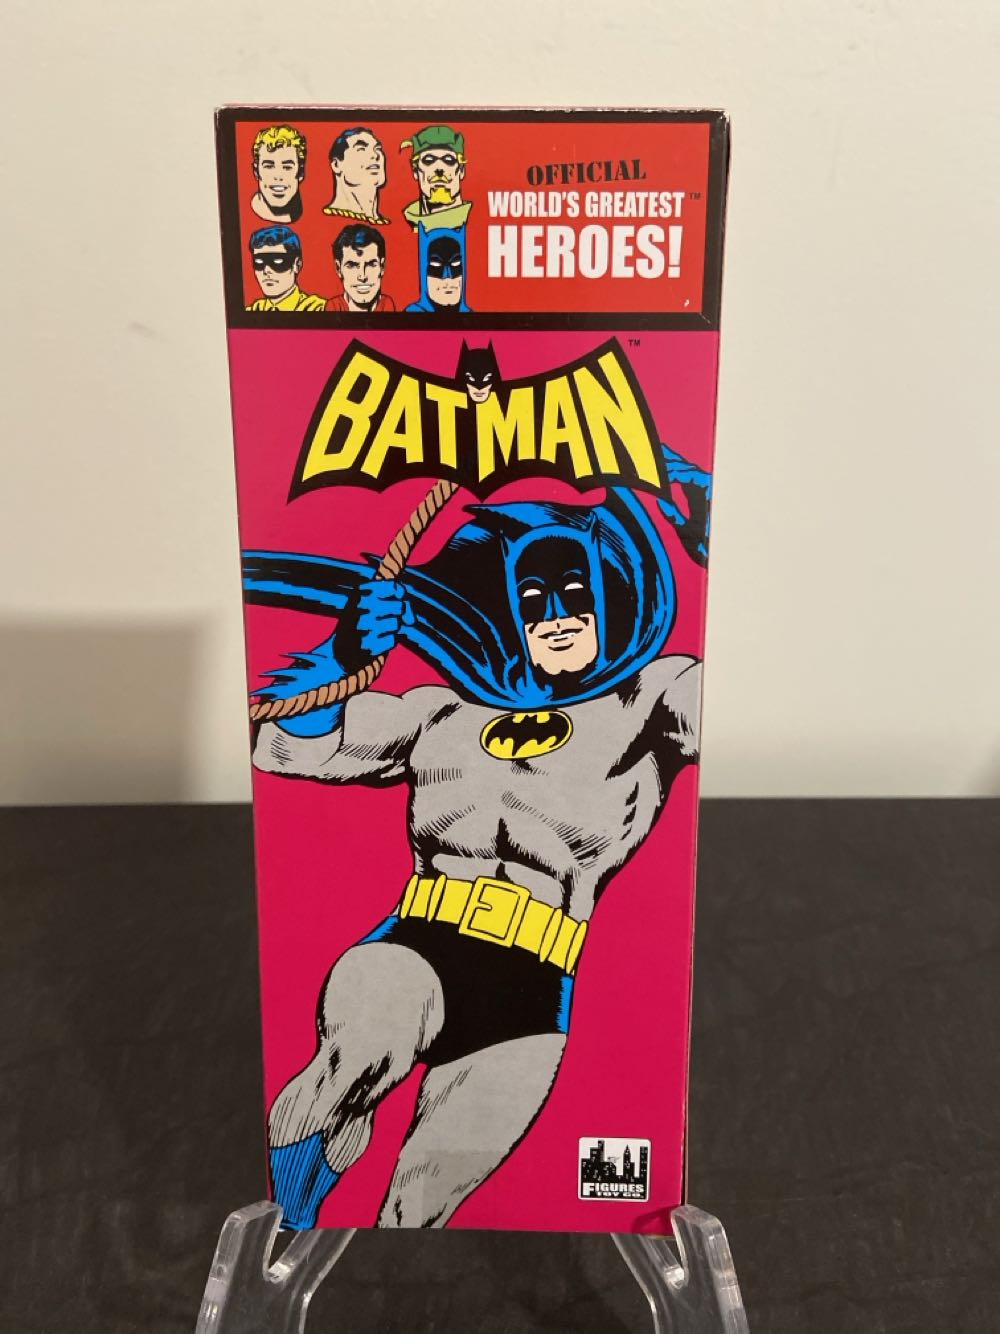 OFFICIAL
WORLD'S GREATEST™
HEROES!
BATMAN™
FIGURES
TOY CO.